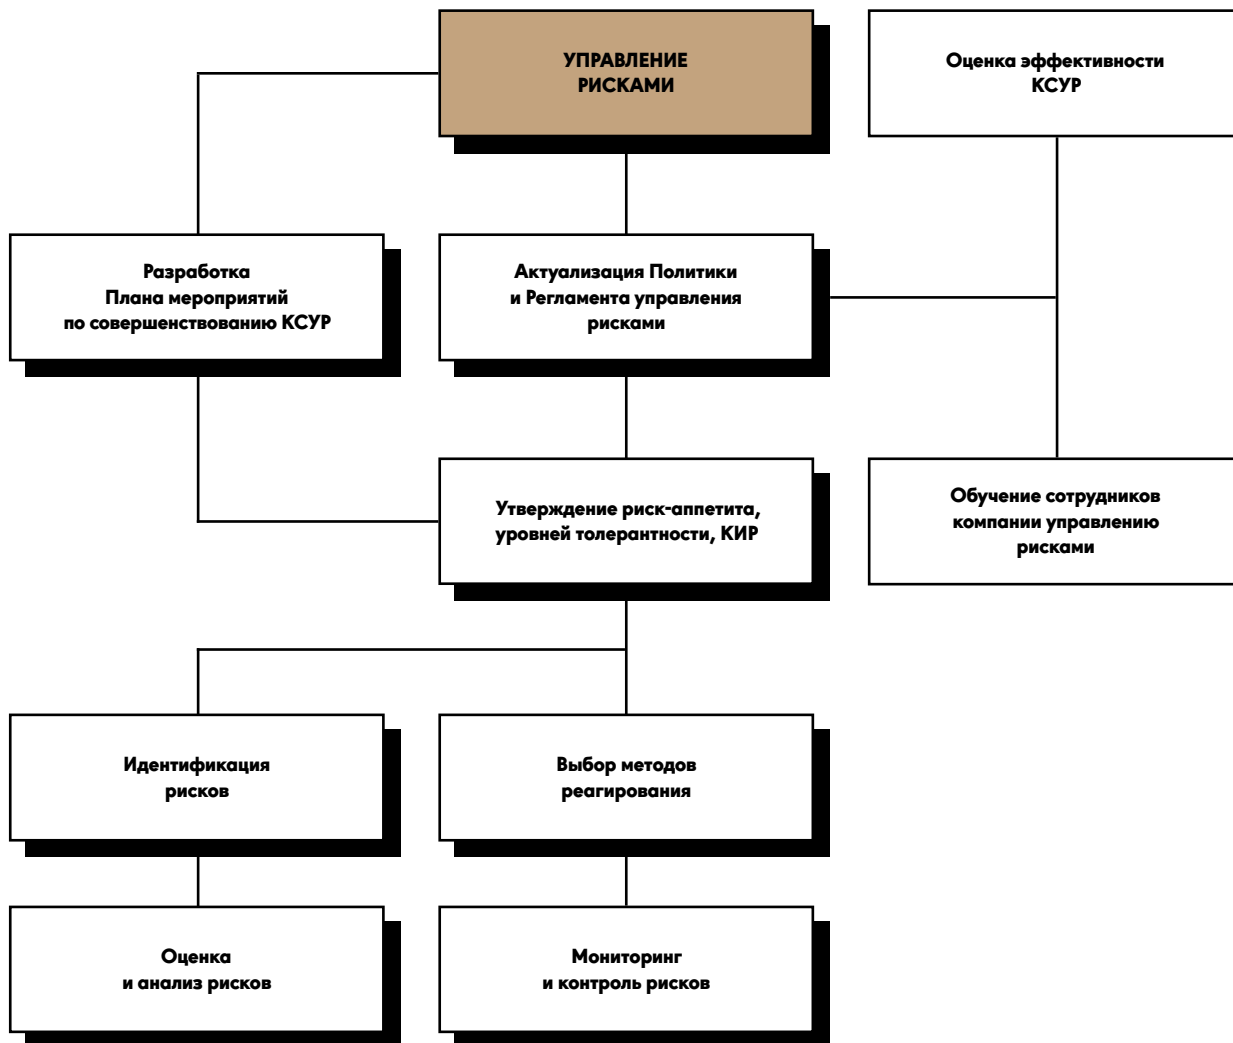 УПРАВЛЕНИЕ
РИСКАМИ
Оценка эффективности
КСУР
Разработка
Плана мероприятий
по совершенствованию КСУР
Актуализация Политики
и Регламента управления
рисками
Утверждение риск-аппетита,
уровней толерантности, КИР
Обучение сотрудников
компании управлению
рисками
Идентификация
рисков
Выбор методов
реагирования
Оценка
и анализ рисков
Мониторинг
и контроль рисков